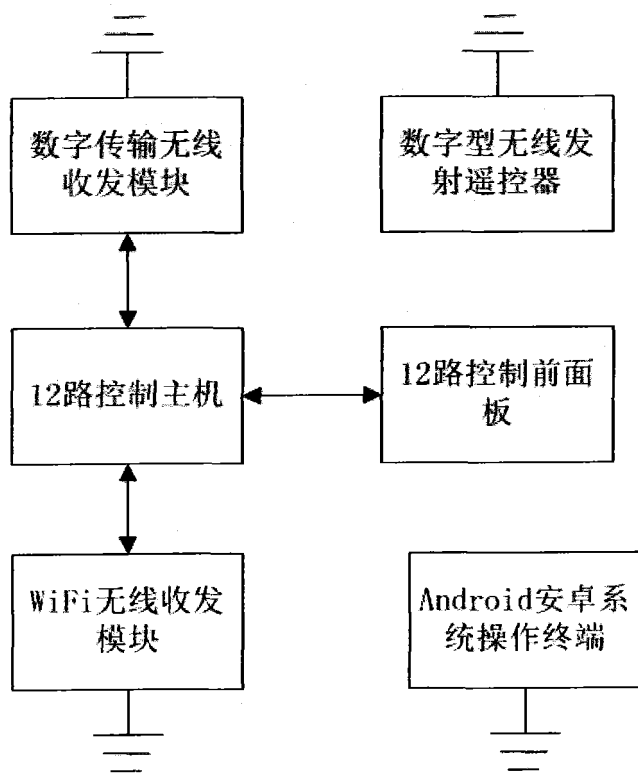 数字传输无线
收发模块
数字型无线发
射遥控器
12路控制主机
12路控制前面
板
WiFi无线收发
模块
Android安卓系
统操作终端